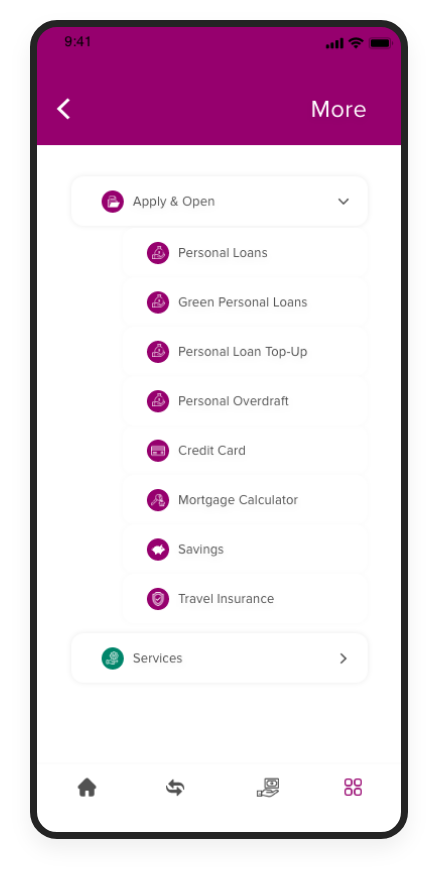 9:41
More
Apply & Open
Personal Loans
Green Personal Loans
Personal Loan Top-Up
Personal Overdraft
Credit Card
Mortgage Calculator
Savings
Travel Insurance
Services